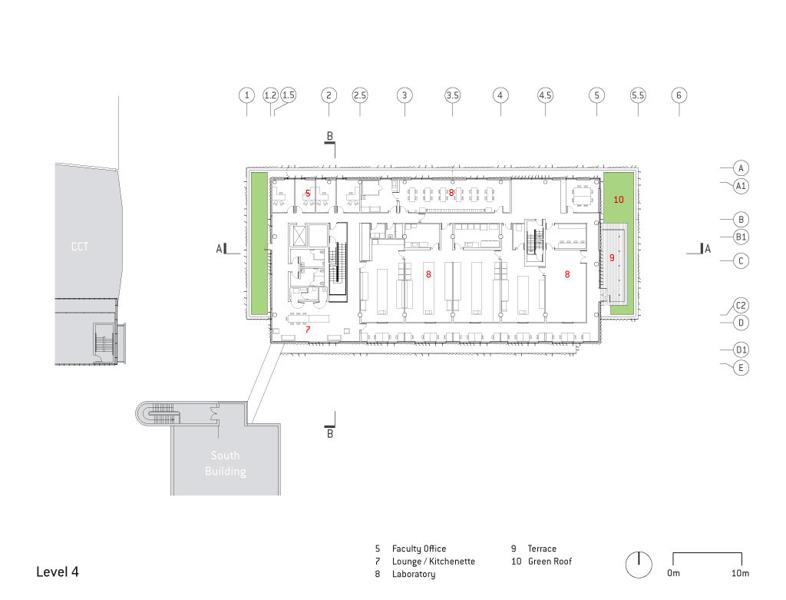 1 1.2 1.5 2 2.5 3 3.5 4 4.5 5 5.5 6
B
A
A1
B
B1
C
C2
D
D1
E
5 8 10
CCT
A A
9
8 8
7
B
South
Building
5 Faculty Office
7 Lounge / Kitchenette
8 Laboratory
9 Terrace
10 Green Roof
0m 10m
Level 4